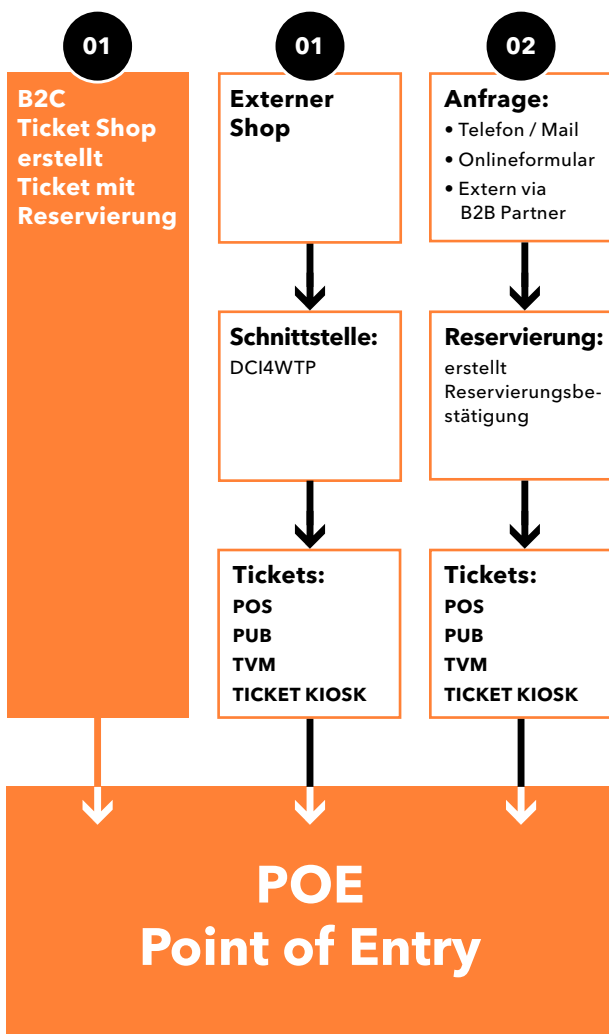 01
B2C
Ticket Shop
erstellt
Ticket mit
Reservierung
01
Externer
Shop
Schnittstelle:
DCI4WTP
Tickets:
POS
PUB
TVM
TICKET KIOSK
02
Anfrage:
• Telefon / Mail
• Onlineformular
• Extern via
B2B Partner
Reservierung:
erstellt
Reservierungsbe-
stätigung
Tickets:
POS
PUB
TVM
TICKET KIOSK
POE
Point of Entry